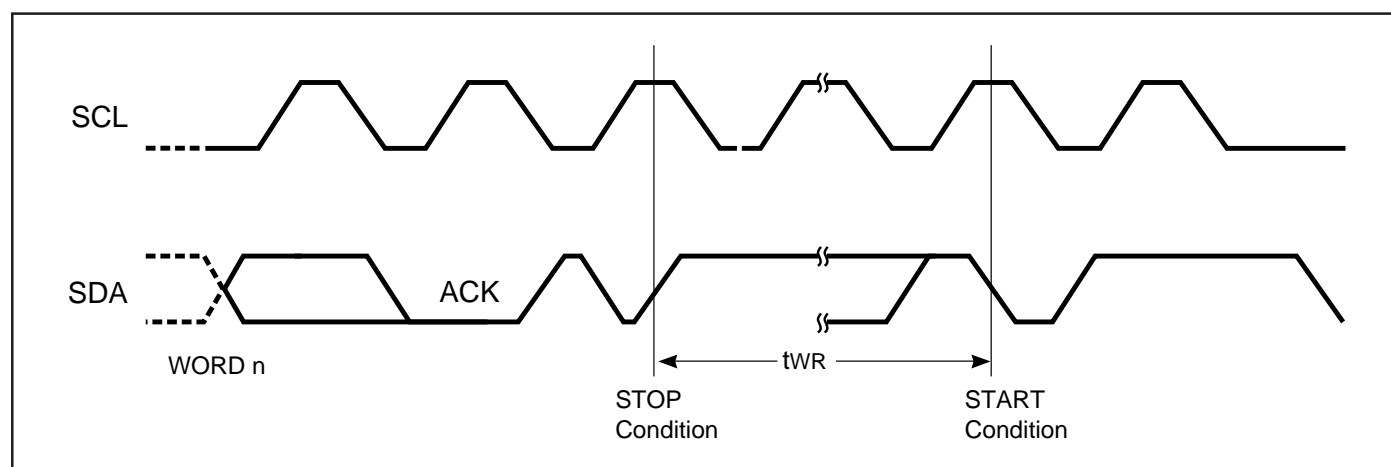 SCL
SDA
ACK
WORD n
tWR
STOP
Condition
START
Condition